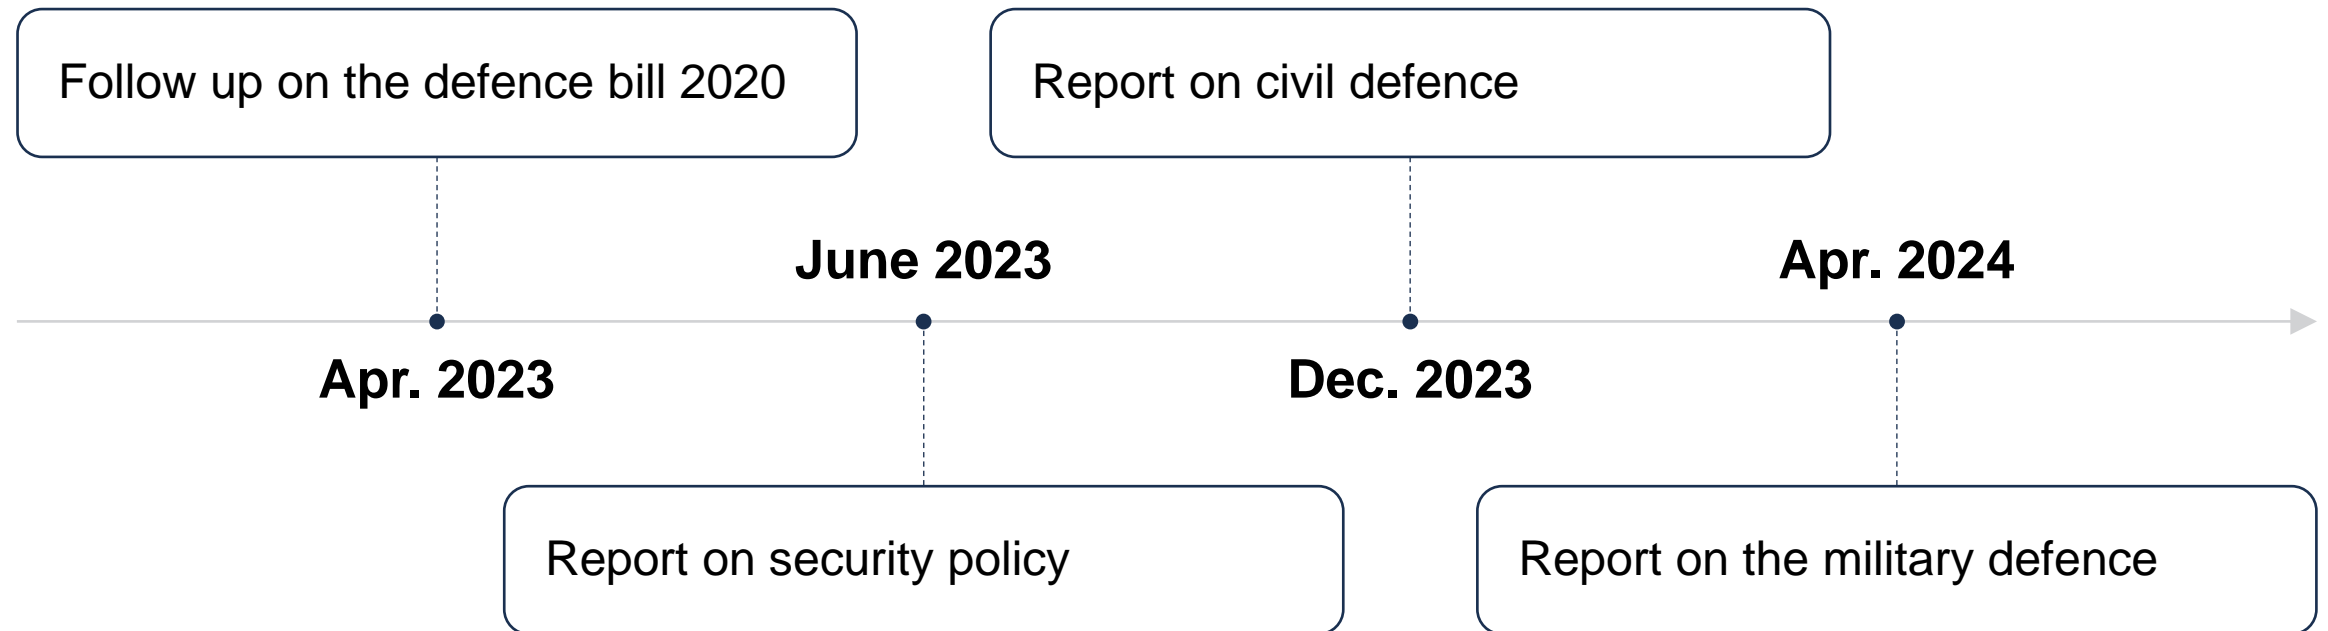 Follow up on the defence bill 2020
Report on civil defence
June 2023
Apr. 2024
Apr. 2023
Dec. 2023
Report on security policy
Report on the military defence